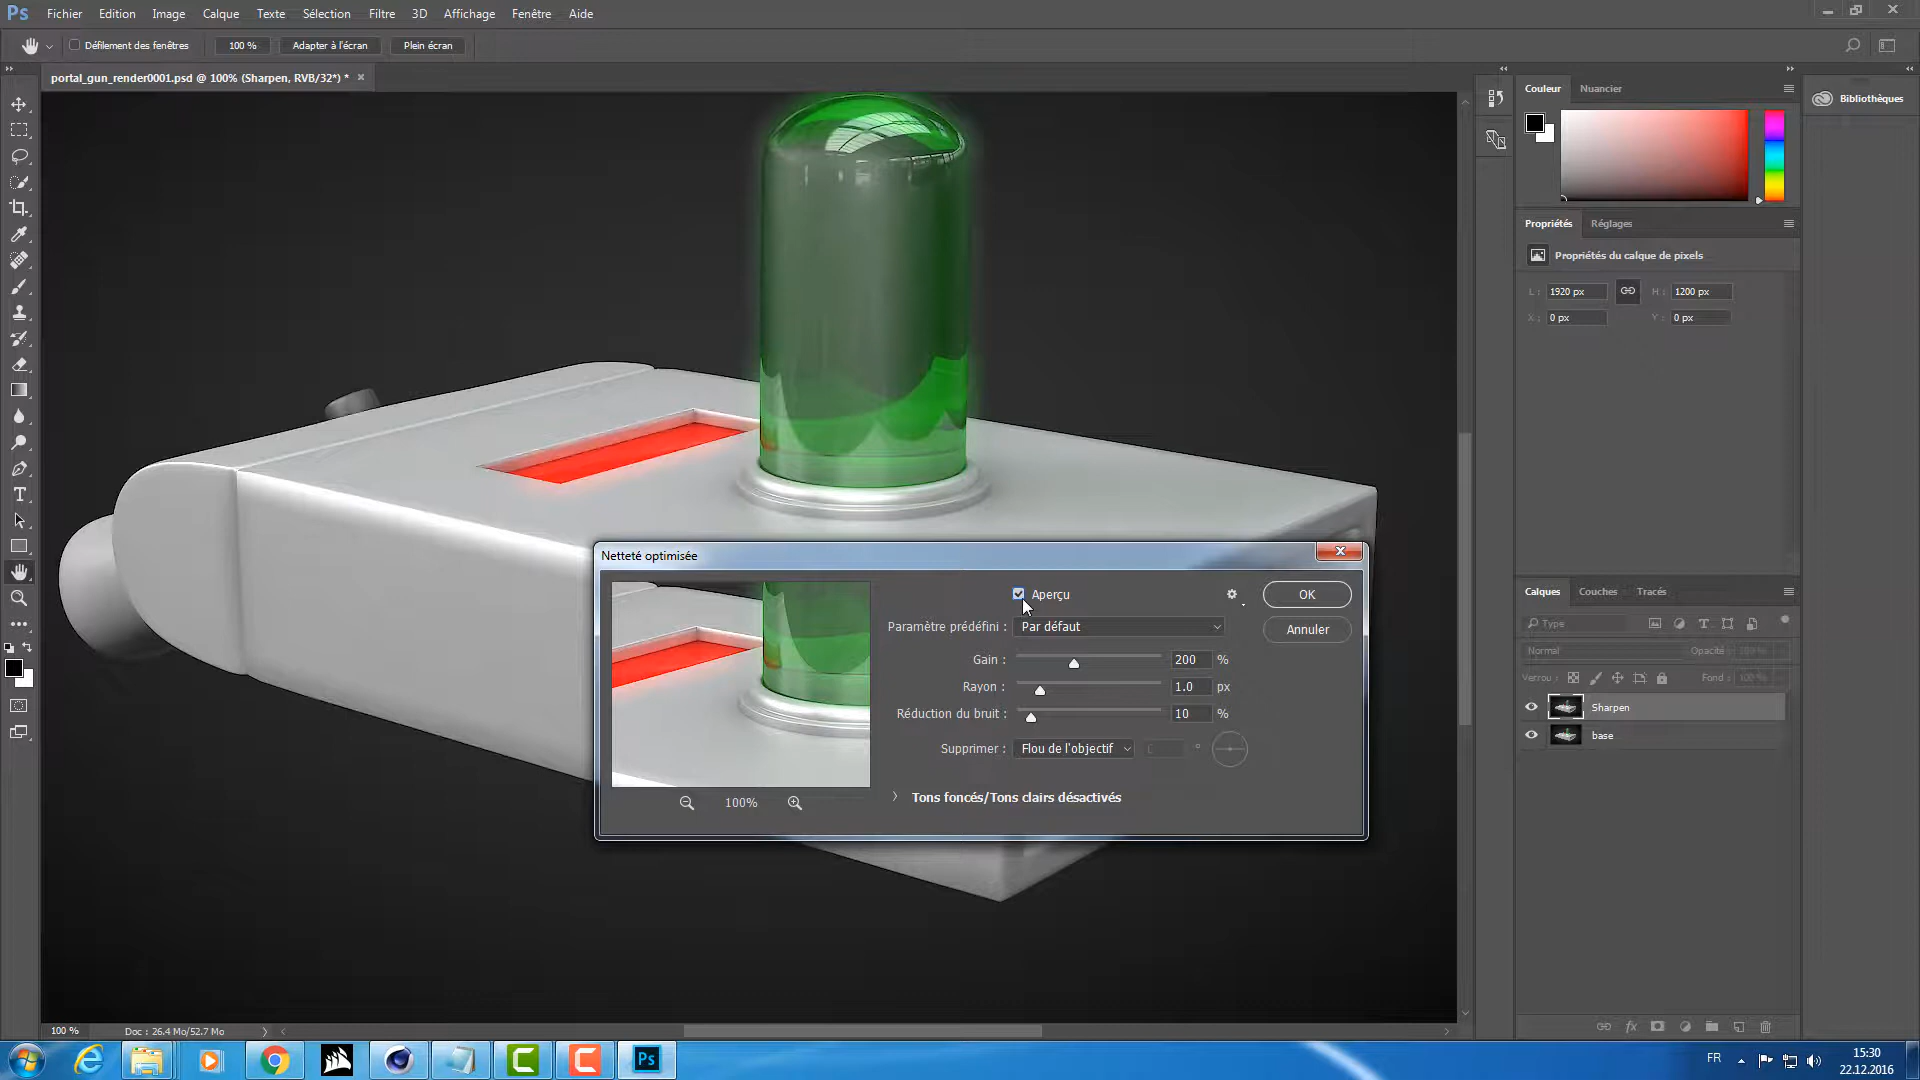 Ps Fichier Edition Image Calque Texte Sélection Filtre 3D Affichage Fenêtre Aide
Défilement des fenêtres 100 % Adapter à l'écran Plein écran
portal_gun_render0001.psd @ 100% (Sharpen, RVB/32*) * ×
Couleur Nuancier
Bibliothèques
Propriétés Réglages
Propriétés du calque de pixels
L : 1920 px H : 1200 px
X : 0 px Y : 0 px
Netteté optimisée
Aperçu
OK
Paramètre prédéfini : Par défaut
Annuler
Gain : 200 %
Rayon : 1.0 px
Réduction du bruit : 10 %
Supprimer : Flou de l'objectif °
Tons foncés/Tons clairs désactivés
100%
Calques Couches Tracés
Type
Normal Opacité : 100 %
Verrou : Fond : 100 %
Sharpen
base
fx
100 % Doc : 26.4 Mo/52.7 Mo
Ps
FR
15:30
22.12.2016